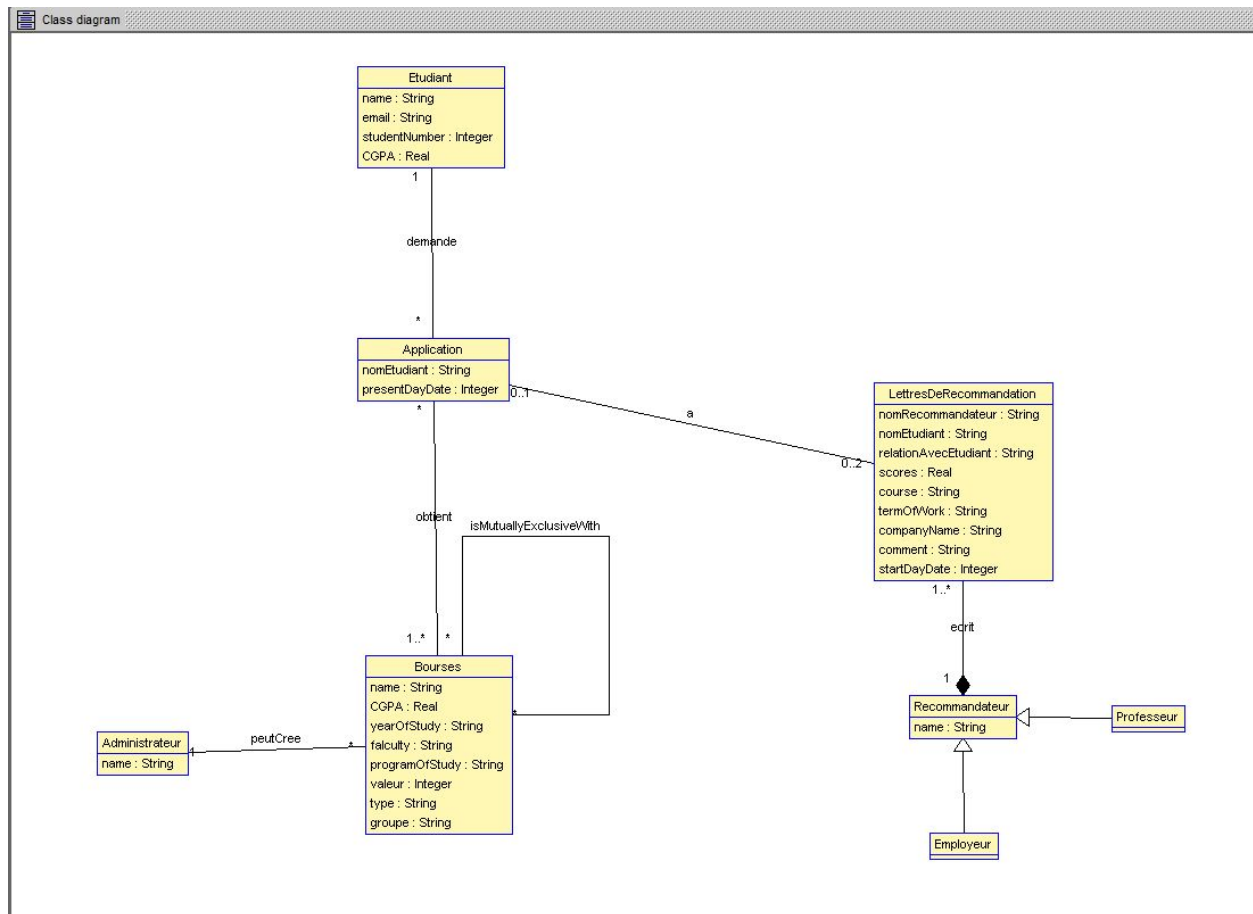 Class diagram
Etudiant
name : String
email : String
studentNumber : Integer
CGPA : Real
1
demande
*
Application
nomEtudiant : String
presentDayDate : Integer
*
0..1
a
0..2
LettresDeRecommandation
nomRecommandateur : String
nomEtudiant : String
relationAvecEtudiant : String
scores : Real
course : String
termOfWork : String
companyName : String
comment : String
startDayDate : Integer
1..*
ecrit
1
Recommandateur
name : String
Professeur
Employeur
obtient
isMutuallyExclusiveWith
1..*
*
*
Bourses
name : String
CGPA : Real
yearOfStudy : String
falculty : String
programOfStudy : String
valeur : Integer
type : String
groupe : String
Administrateur
name : String
1
peutCree
*